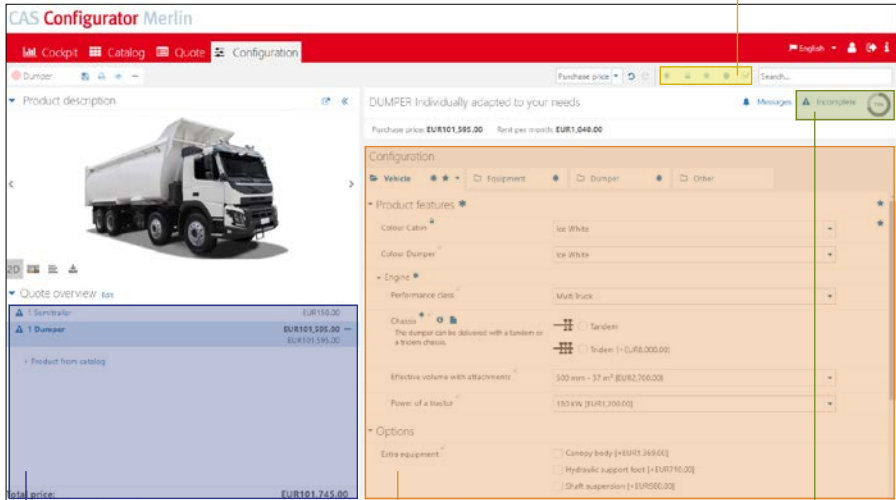 CAS Configurator Merlin
Cockpit Catalog Quote Configuration English
Dumper Purchase price Search...
Product description
DUMPER Individually adapted to your needs Messages Incomplete
Purchase price: EUR101,595.00 Rent per month: EUR1,040.00
Configuration
Vehicle Equipment Dumper Other
Product features
Colour Cabin Ice White
Colour Dumper Ice White
Engine
Performance class Multi Truck
Chassis
The dumper can be delivered with a tandem or
a tridem chassis.
Tandem
Tridem [+EUR8,000.00]
Effective volume with attachments 500 mm - 37 m³ [EUR2,700.00]
Power of a tractor 180 kW [EUR1,200.00]
Options
Extra equipment Canopy body [+EUR1,369.00]
Hydraulic support foot [+EUR710.00]
Shaft suspension [+EUR500.00]
2D
Quote overview Edit
1 Semitrailer EUR150.00
1 Dumper EUR101,595.00
EUR101,595.00
+ Product from catalog
Total price: EUR101,745.00